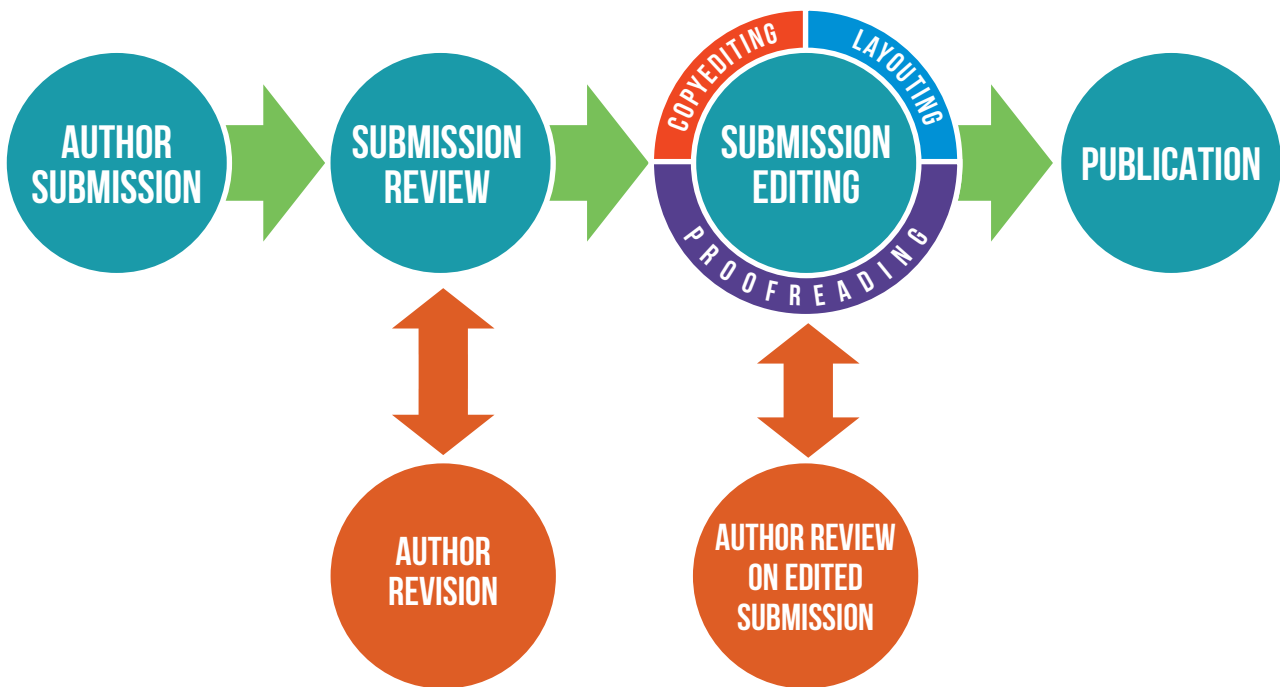 AUTHOR
SUBMISSION
SUBMISSION
REVIEW
COPYEDITING
LAYOUTING
PROOFREADING
SUBMISSION
EDITING
PUBLICATION
AUTHOR
REVISION
AUTHOR REVIEW
ON EDITED
SUBMISSION